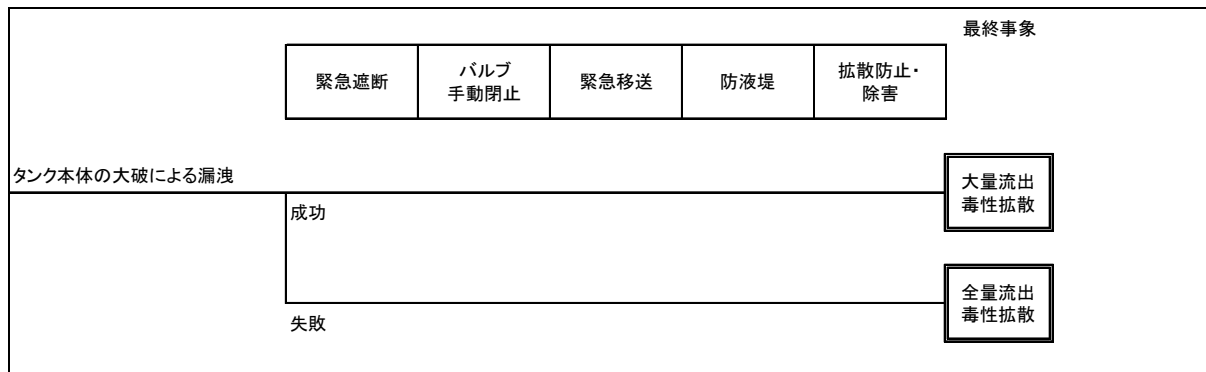 最終事象
緊急遮断
バルブ
手動閉止
緊急移送
防液堤
拡散防止・
除害
タンク本体の大破による漏洩
大量流出
毒性拡散
成功
全量流出
毒性拡散
失敗